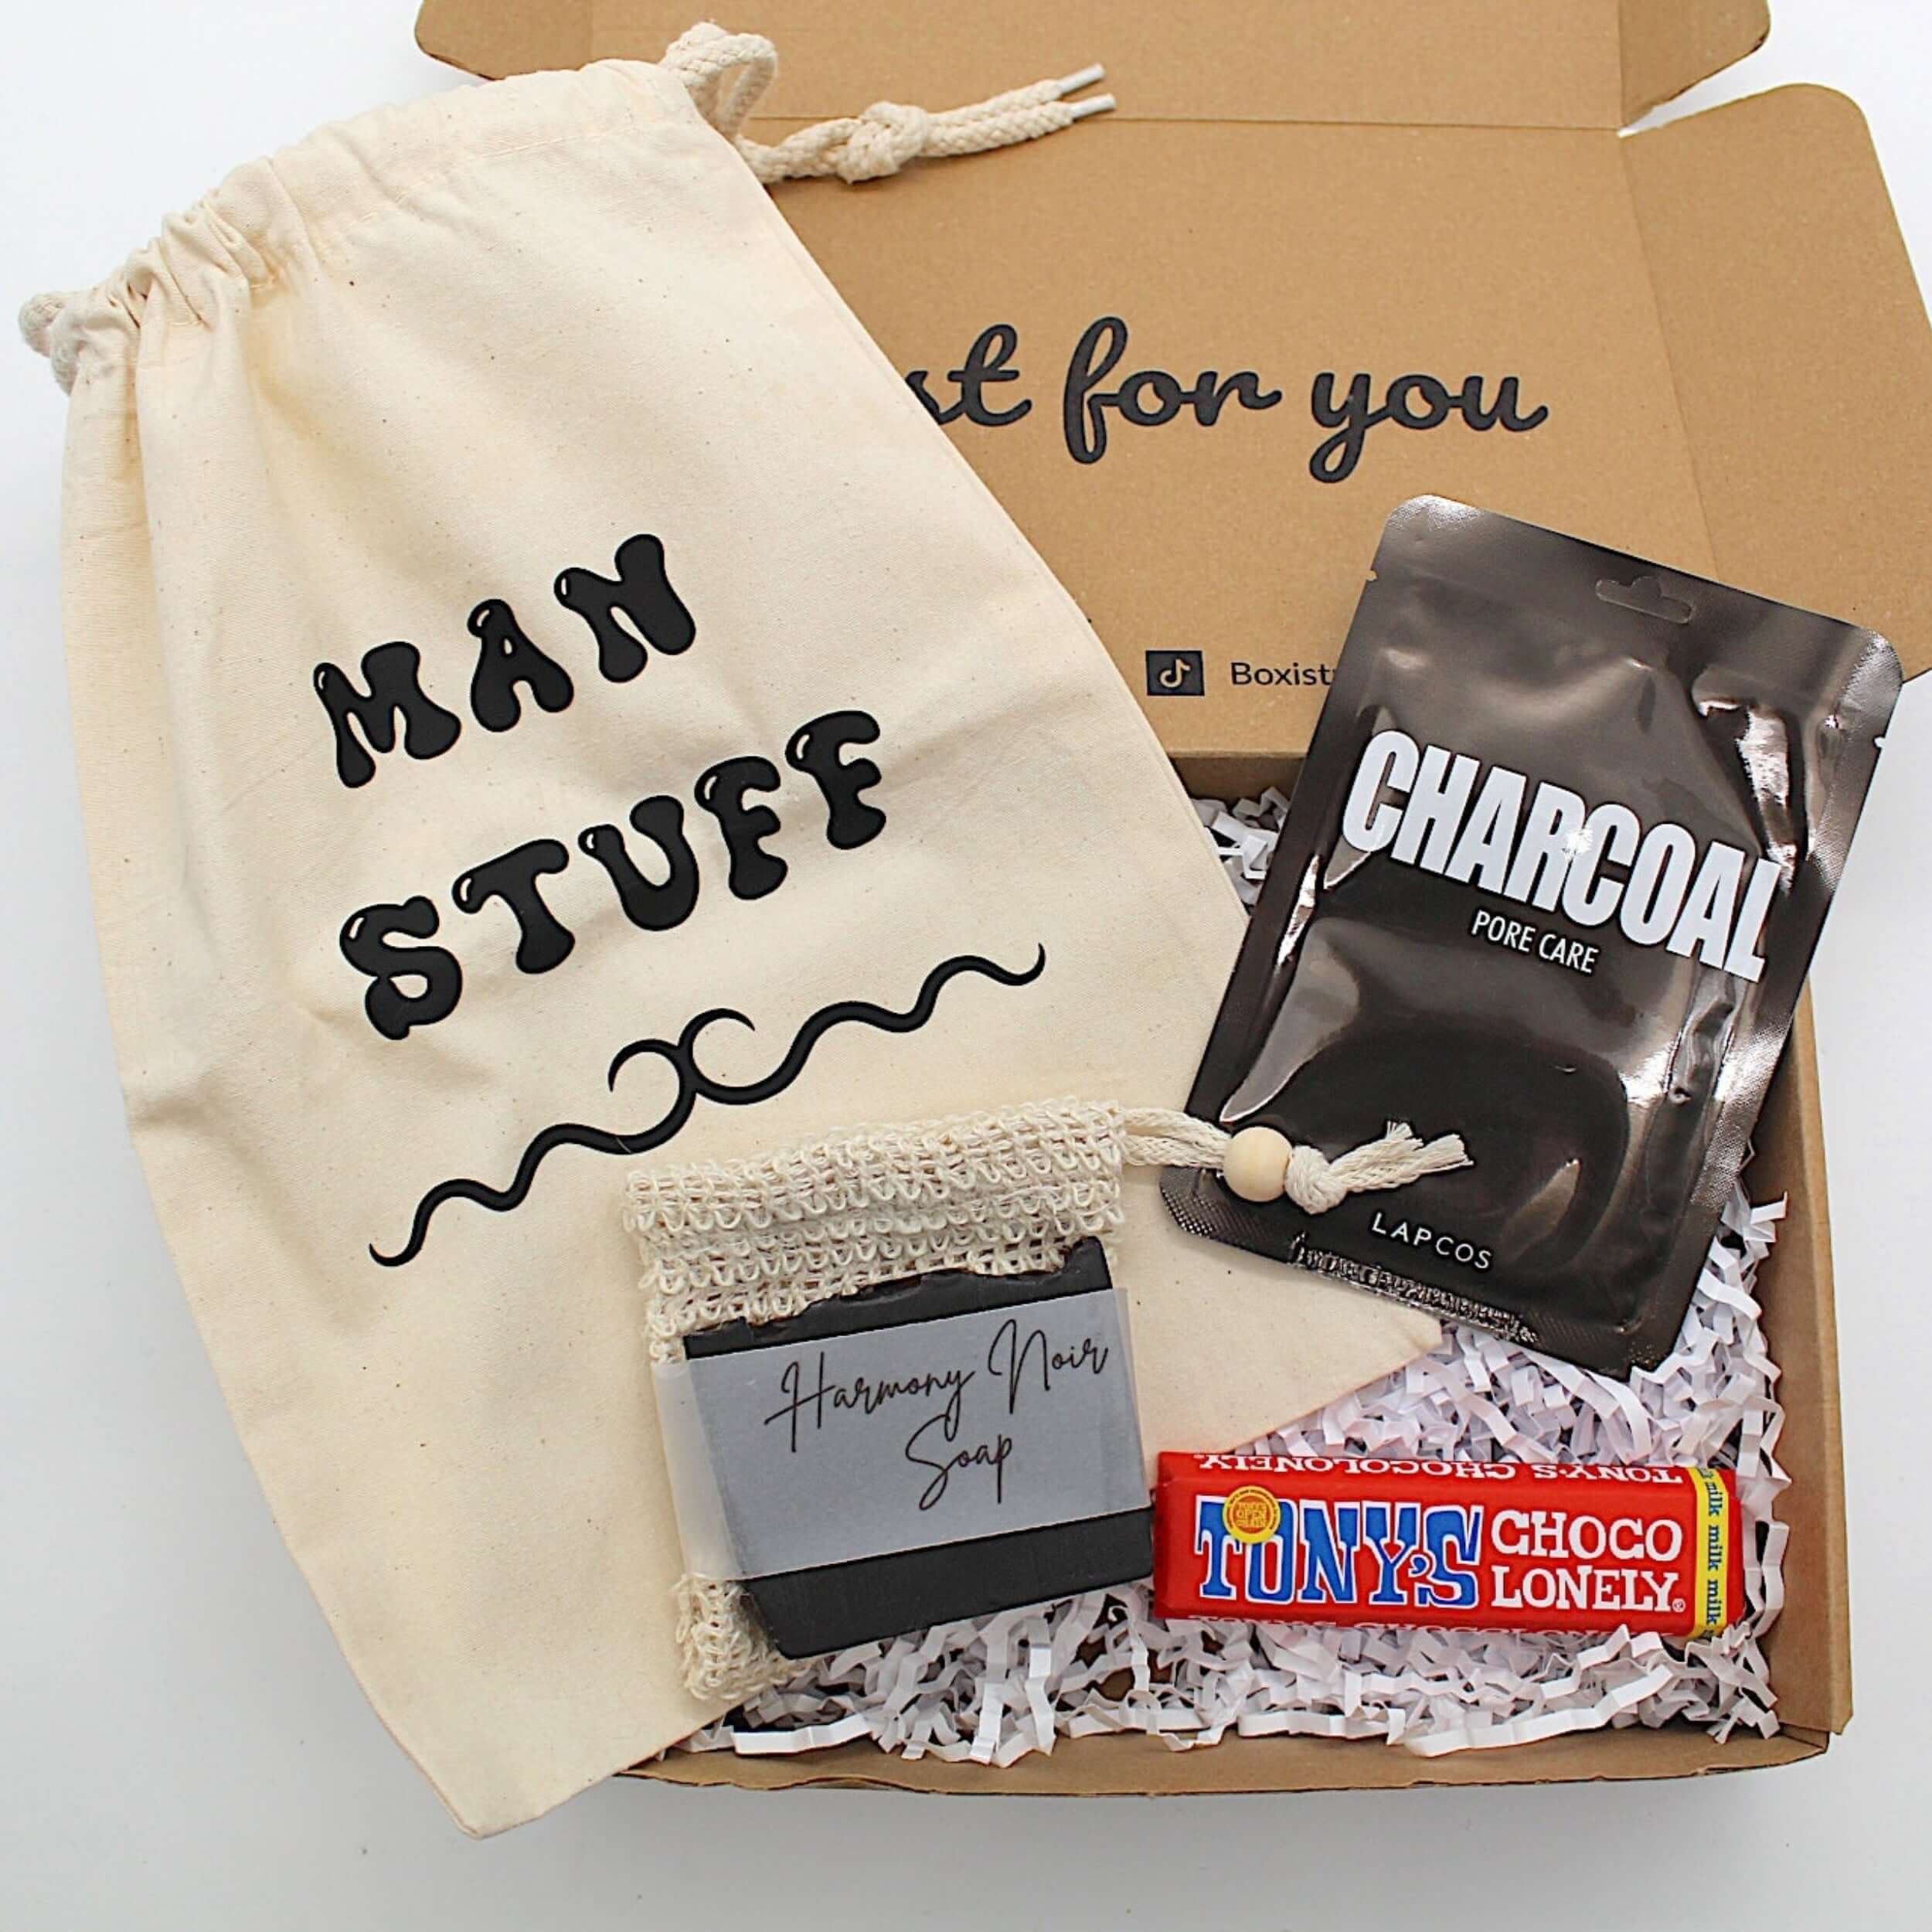 st for you
Boxist
MAN
STUFF
CHARCOAL
PORE CARE
LAPCOS
Harmony Noir
Soap
TONY'S CHOCOLONELY
TONY'S
CHOCO
LONELY®
milk milk milk